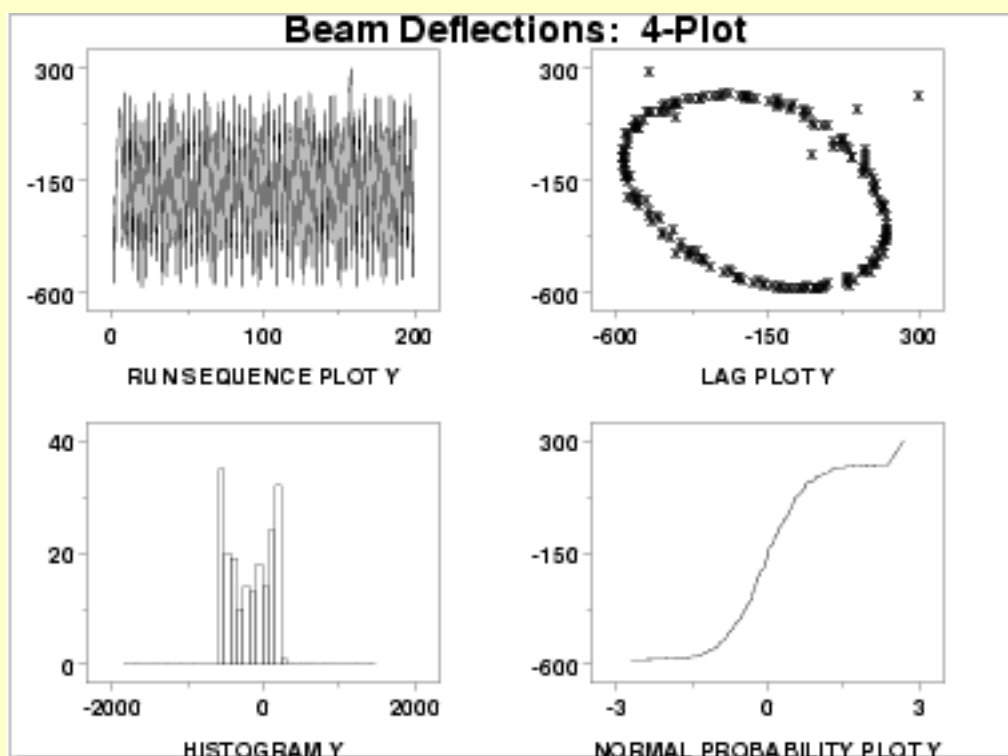 Beam Deflections: 4-Plot
300
-150
-600
0 100 200
RUN SEQUENCE PLOT Y
300
-150
-600
-600 -150 300
LAG PLOT Y
40
20
0
-2000 0 2000
HISTOGRAM Y
300
-150
-600
-3 0 3
NORMAL PROBABILITY PLOT Y